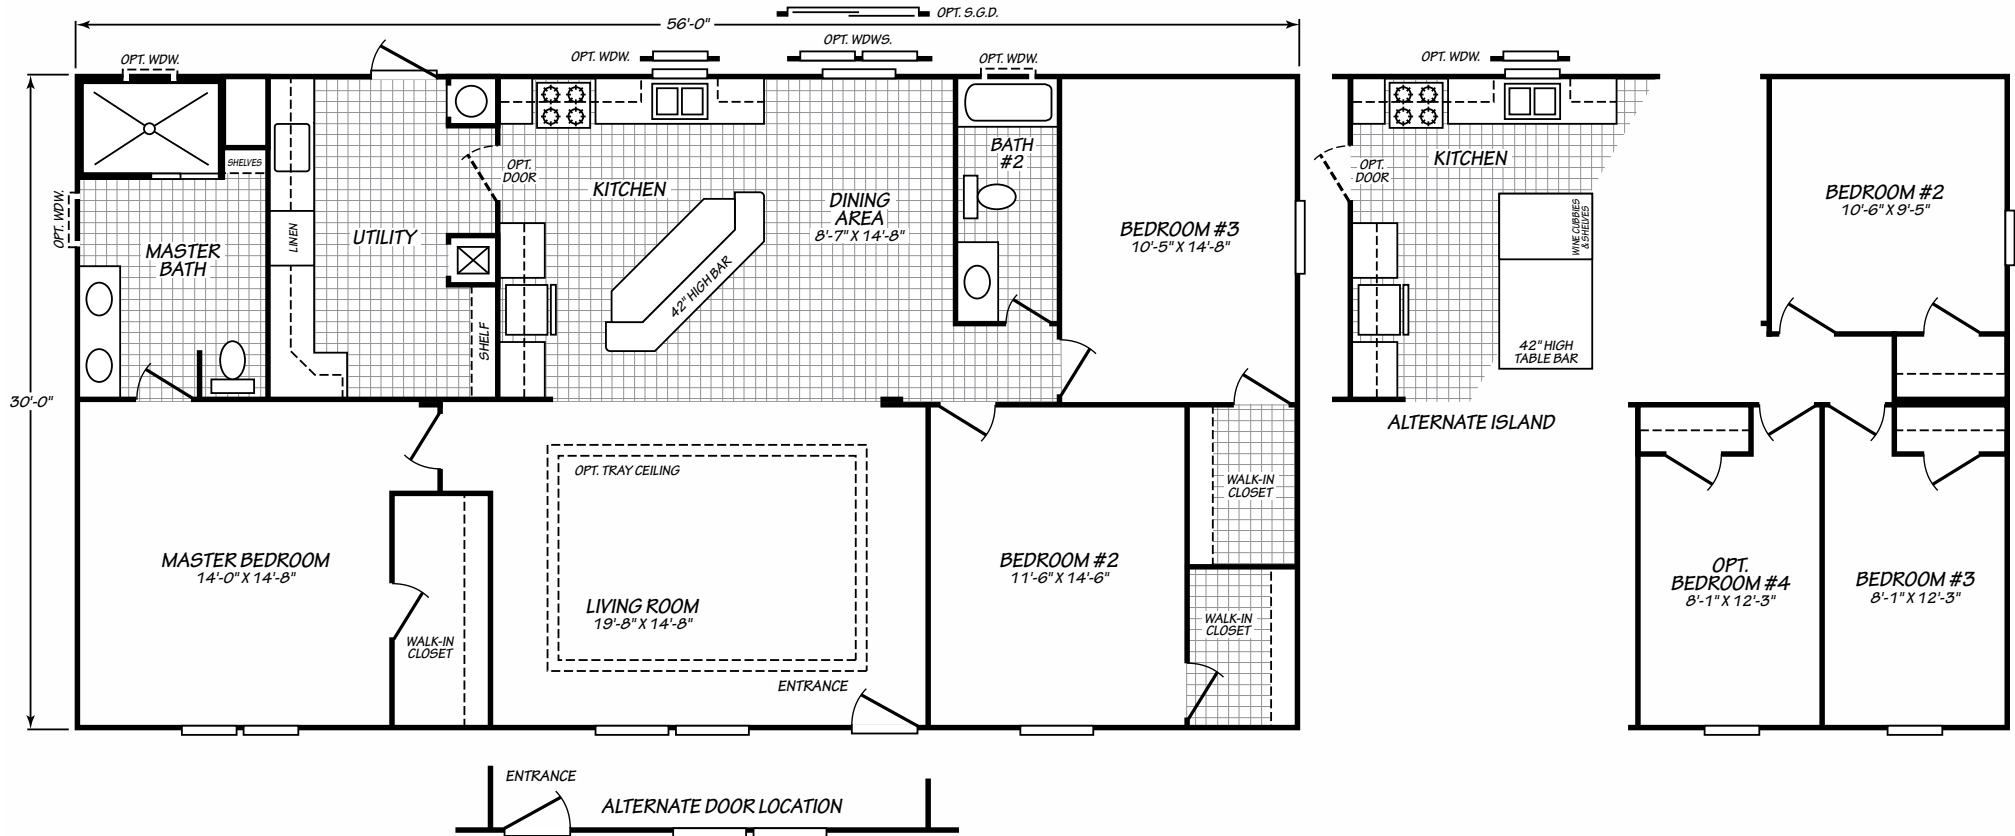 56'-0"
OPT. S.G.D.
OPT. WDW.
OPT. WDW.
OPT. WDWS.
OPT. WDW.
OPT. WDW.
SHELVES
OPT. WDW.
MASTER
BATH
LINEN
UTILITY
SHELF
OPT.
DOOR
KITCHEN
42" HIGH BAR
DINING
AREA
8'-7" X 14'-8"
BATH
#2
BEDROOM #3
10'-5" X 14'-8"
OPT.
DOOR
KITCHEN
WINE CUBBIES
& SHELVES
42" HIGH
TABLE BAR
ALTERNATE ISLAND
BEDROOM #2
10'-6" X 9'-5"
30'-0"
MASTER BEDROOM
14'-0" X 14'-8"
WALK-IN
CLOSET
OPT. TRAY CEILING
LIVING ROOM
19'-8" X 14'-8"
ENTRANCE
BEDROOM #2
11'-6" X 14'-6"
WALK-IN
CLOSET
WALK-IN
CLOSET
OPT.
BEDROOM #4
8'-1" X 12'-3"
BEDROOM #3
8'-1" X 12'-3"
ENTRANCE
ALTERNATE DOOR LOCATION